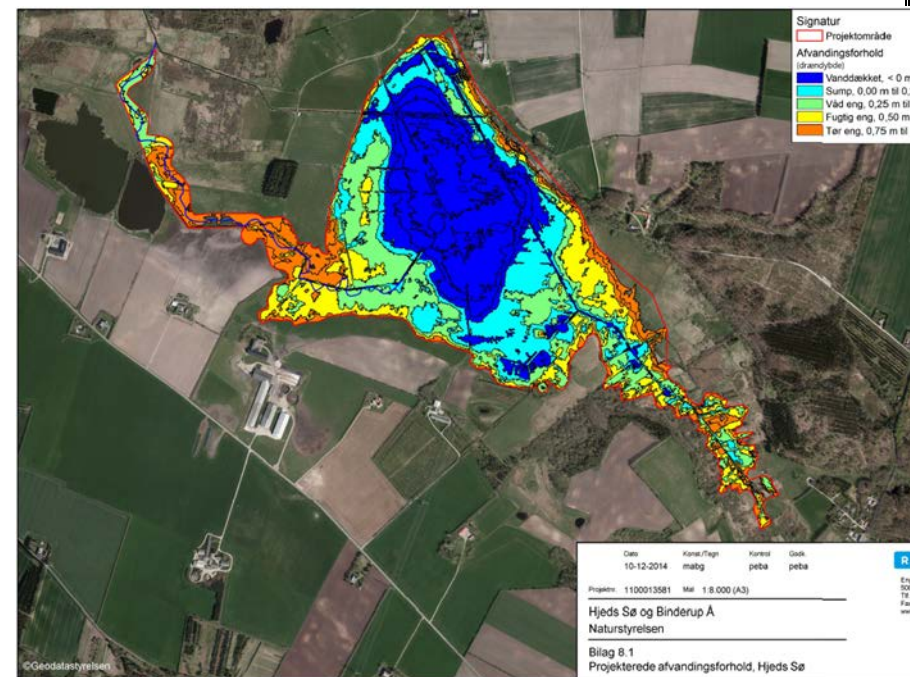 Signatur
Projektområde
Afvandingsforhold
(drændybde)
Vanddækket, < 0 m
Sump, 0,00 m til 0,
Våd eng, 0,25 m til
Fugtig eng, 0,50 m
Tør eng, 0,75 m til
Dato Konst./Tegn Kontrol Godk.
10-12-2014 mabg peba peba
Projektnr. 1100013581 Mål 1:8.000 (A3)
R
Hjeds Sø og Binderup Å
Naturstyrelsen
Bilag 8.1
Projekterede afvandingsforhold, Hjeds Sø
©Geodatastyrelsen